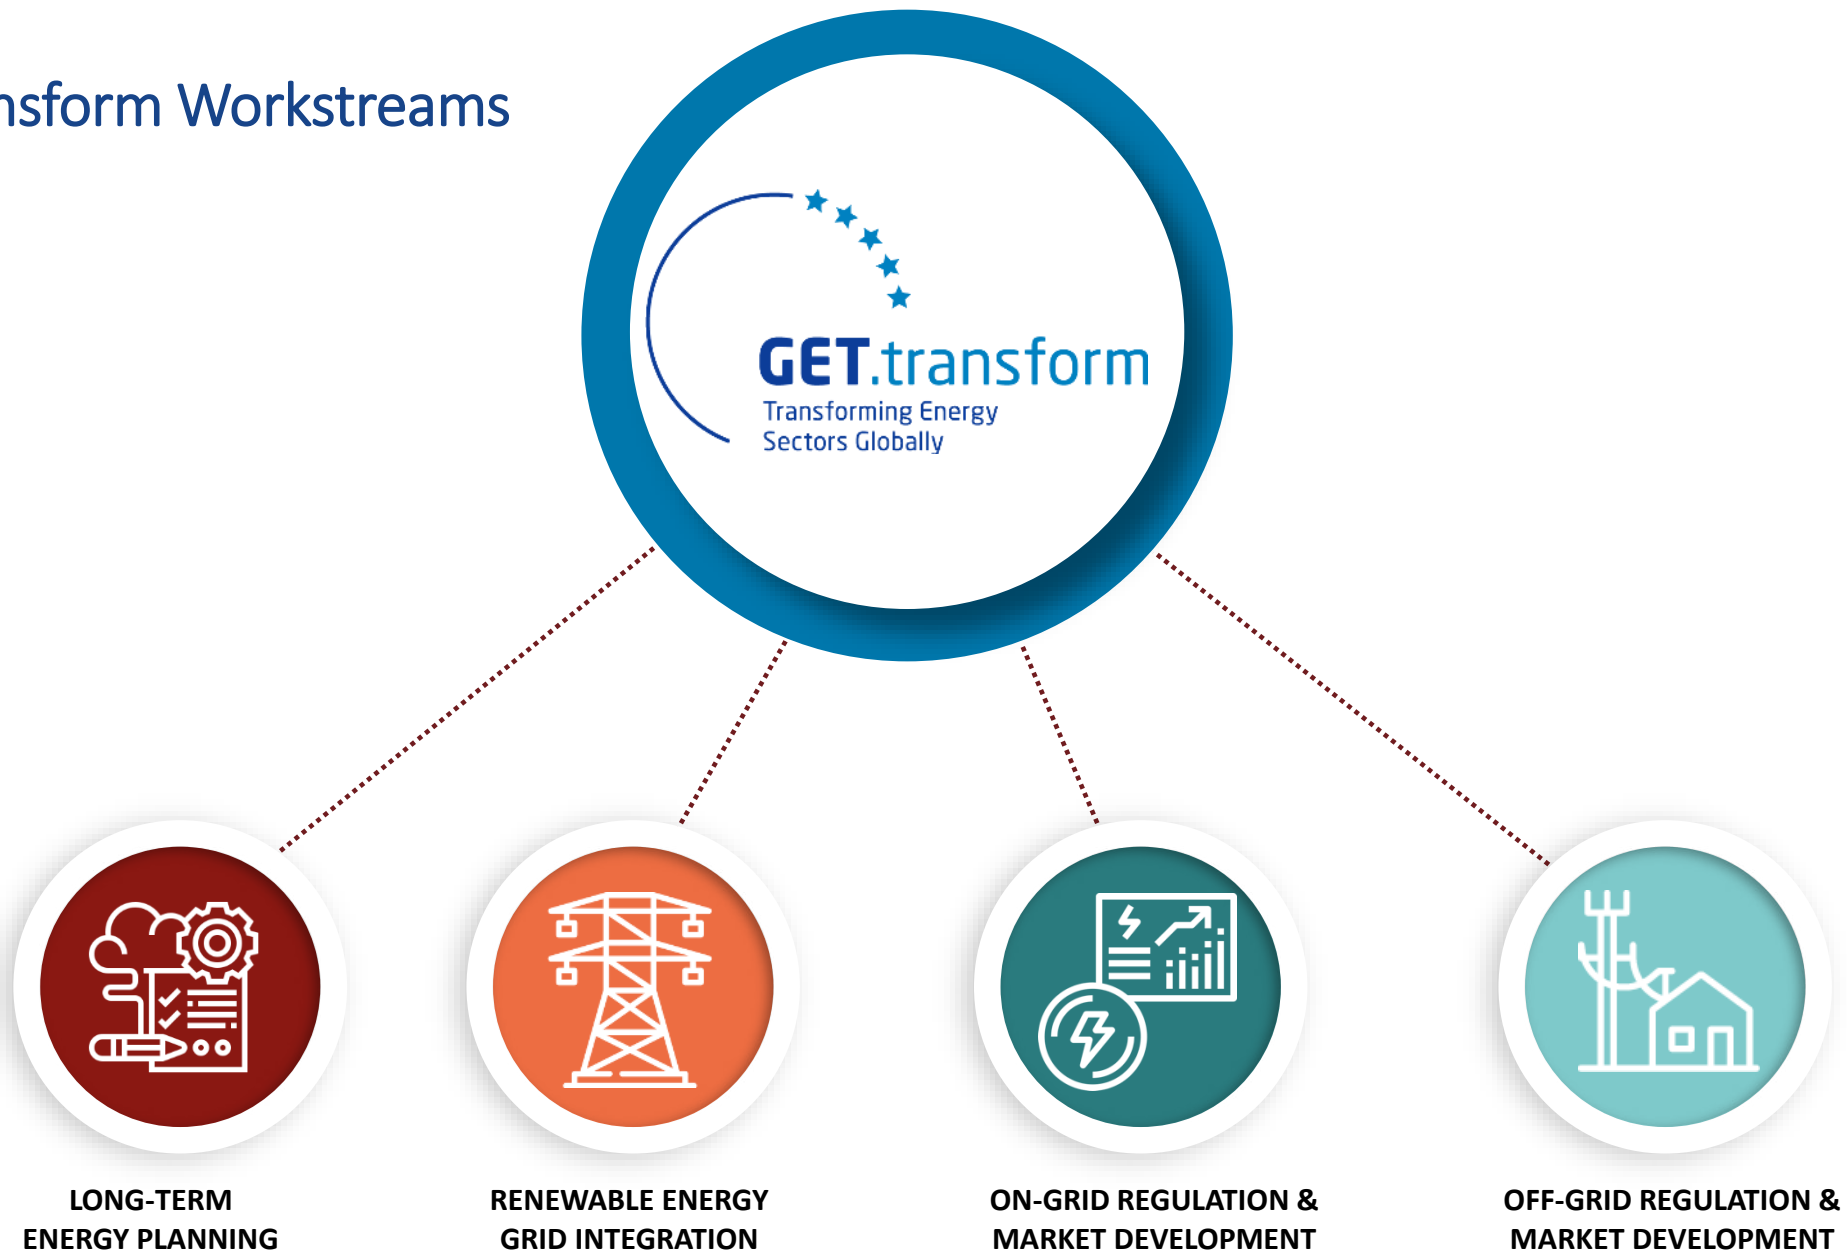 nsform Workstreams
GET.transform
Transforming Energy
Sectors Globally
LONG-TERM
ENERGY PLANNING
RENEWABLE ENERGY
GRID INTEGRATION
ON-GRID REGULATION &
MARKET DEVELOPMENT
OFF-GRID REGULATION &
MARKET DEVELOPMENT